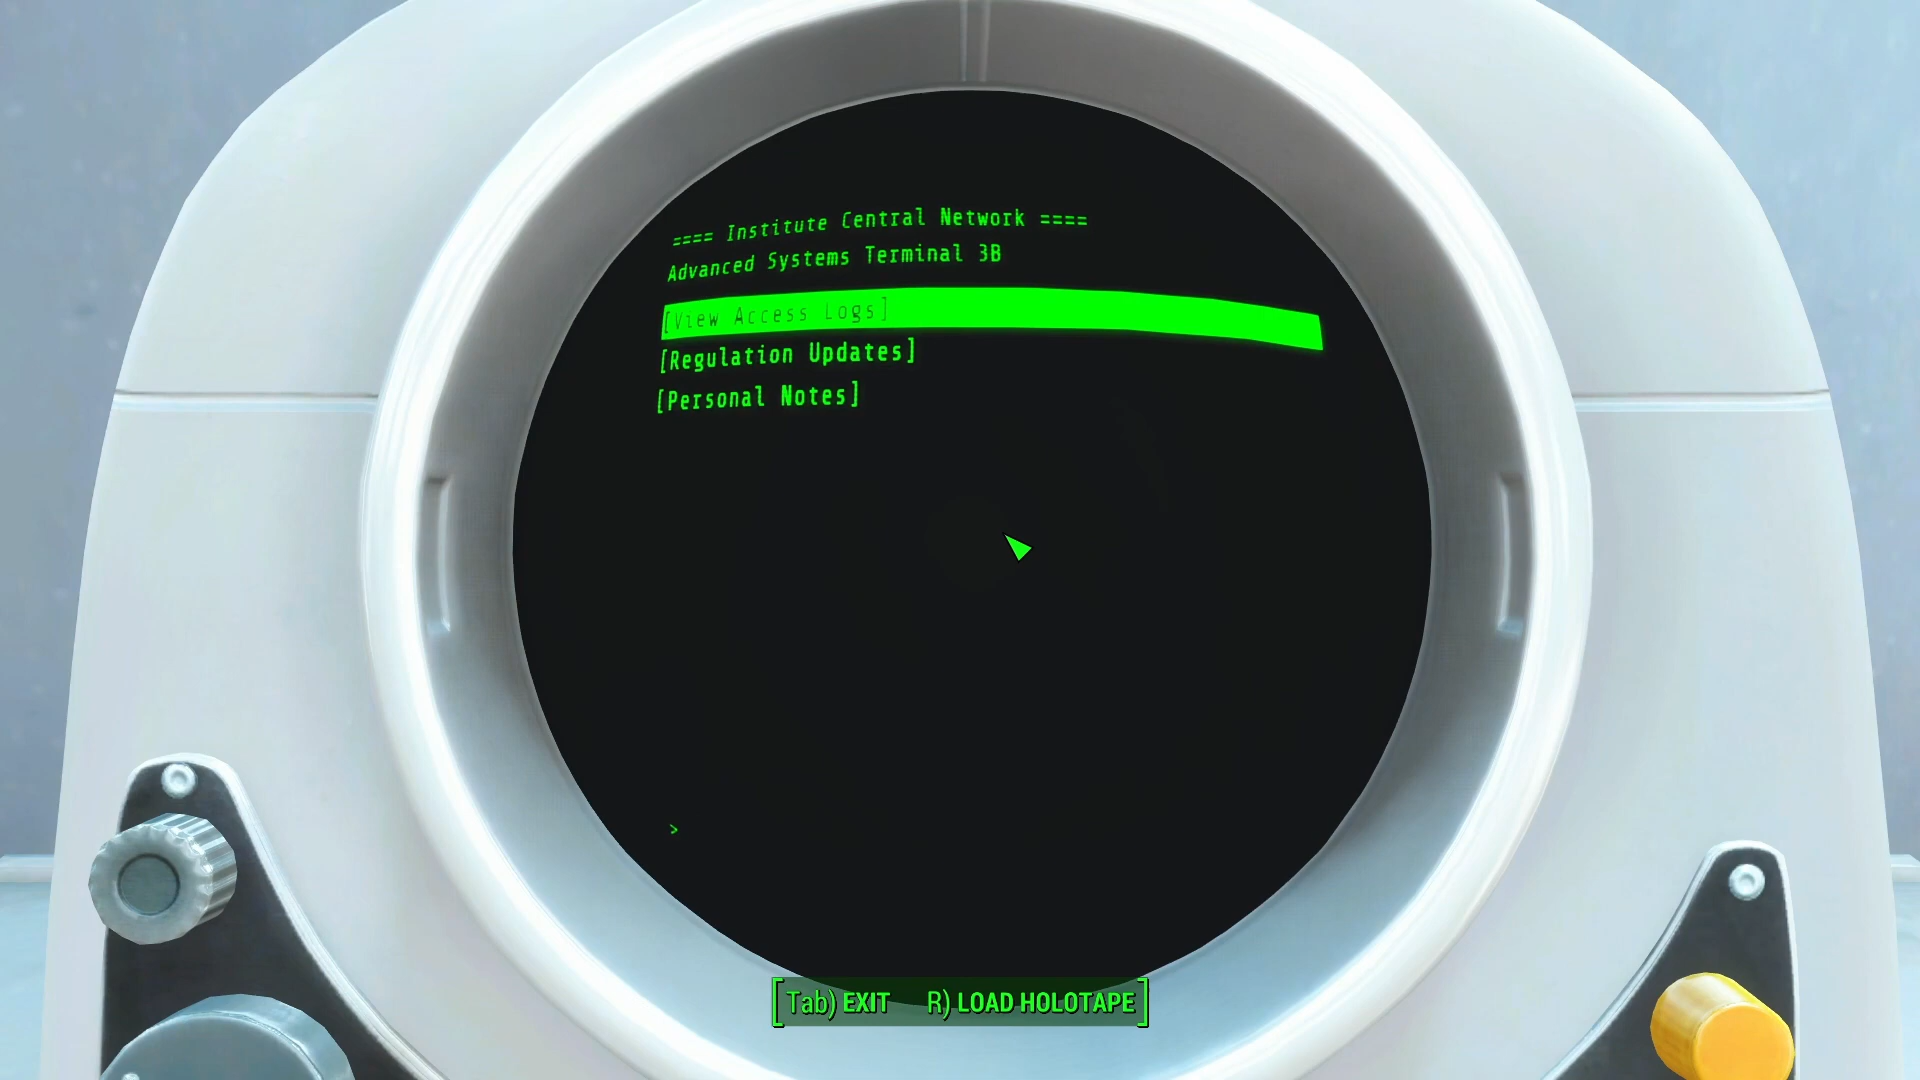 ==== Institute Central Network ====
Advanced Systems Terminal 3B
[View Access Logs]
[Regulation Updates]
[Personal Notes]
>
[Tab) EXIT R) LOAD HOLOTAPE]